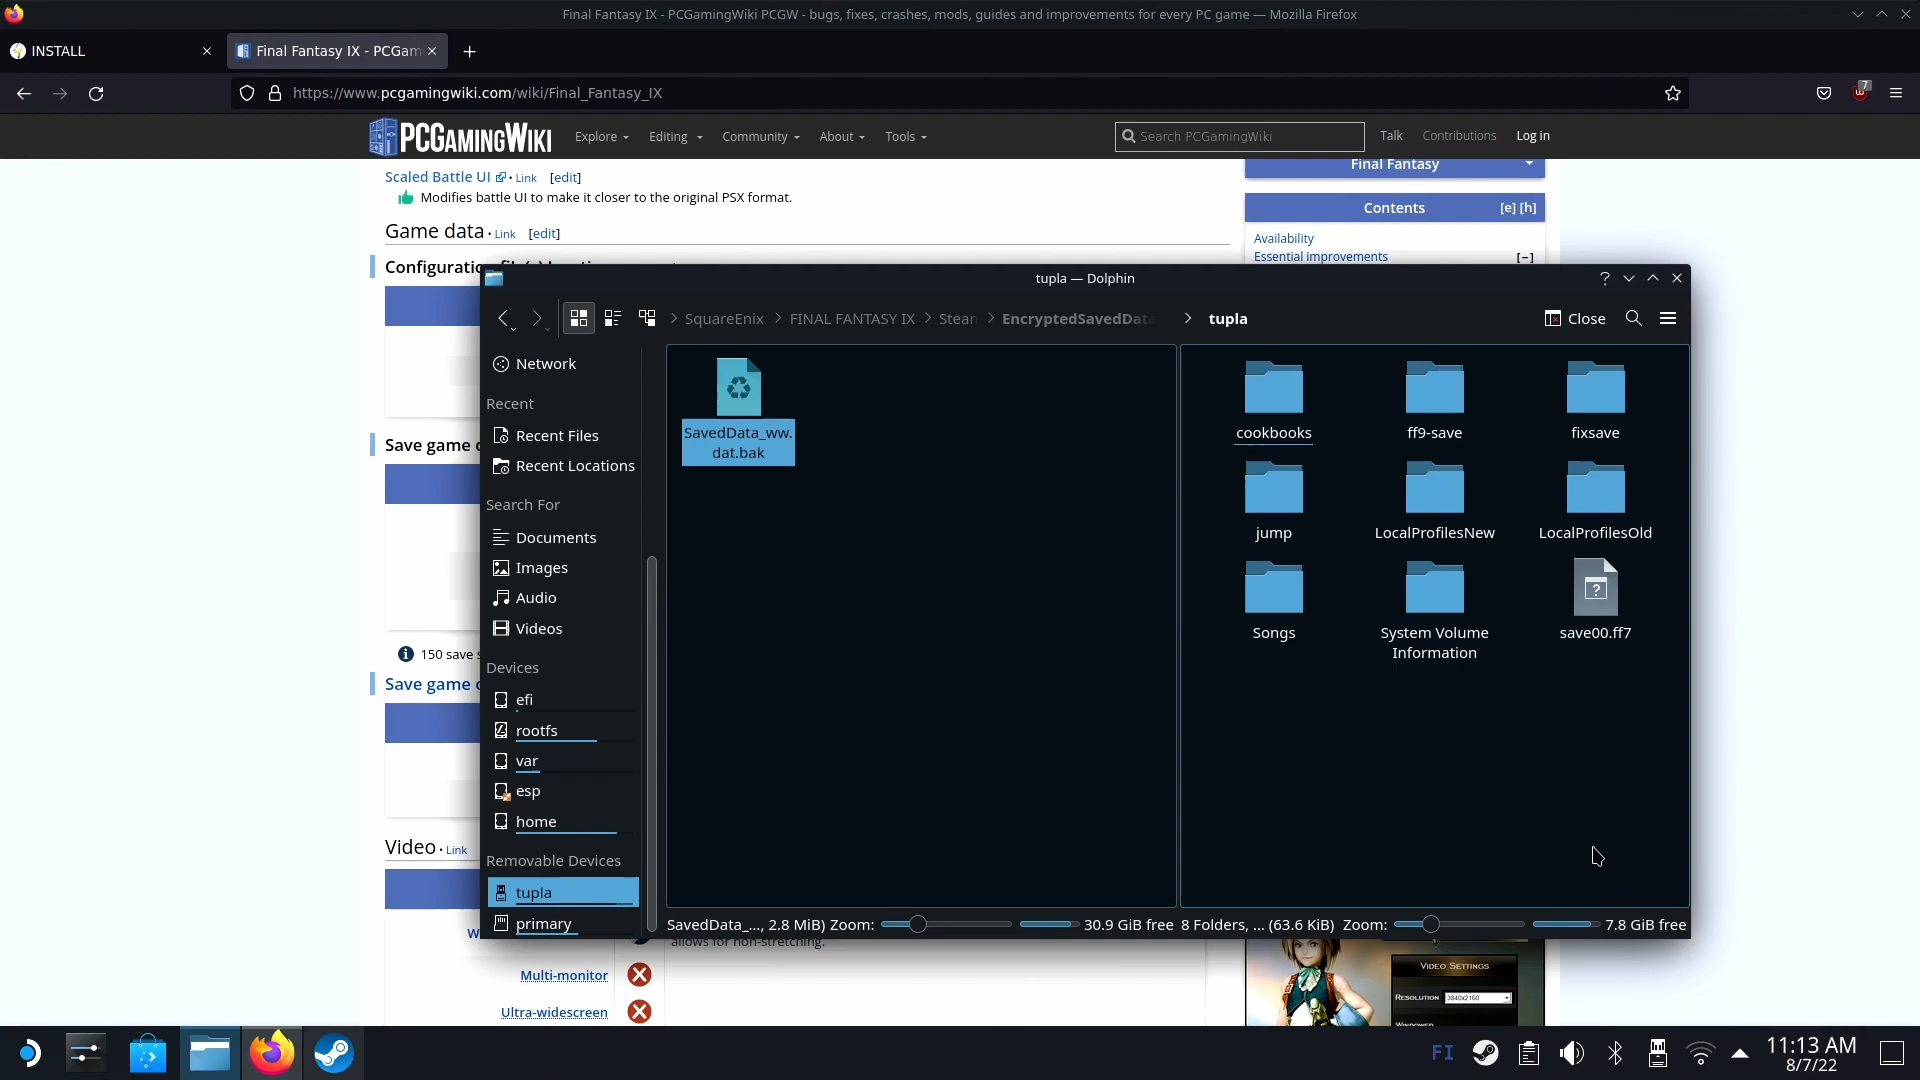 Final Fantasy IX - PCGamingWiki PCGW - bugs, fixes, crashes, mods, guides and improvements for every PC game — Mozilla Firefox
INSTALL
Final Fantasy IX - PCGam
https://www.pcgamingwiki.com/wiki/Final_Fantasy_IX
7
PCGamingWiki
Explore
Editing
Community
About
Tools
Search PCGamingWiki
Talk
Contributions
Log in
Scaled Battle UI • Link [edit]
Modifies battle UI to make it closer to the original PSX format.
Game data • Link [edit]
Final Fantasy
Contents [e] [h]
Availability
Essential improvements [–]
Save game
150 save
Save game
Video • Link
tupla — Dolphin
SquareEnix
FINAL FANTASY IX
EncryptedSavedData
tupla
Close
Network
Recent
Recent Files
Recent Locations
Search For
Documents
Images
Audio
Videos
Devices
efi
rootfs
var
esp
home
Removable Devices
tupla
primary
SavedData_ww.
dat.bak
cookbooks
ff9-save
fixsave
jump
LocalProfilesNew
LocalProfilesOld
Songs
System Volume
Information
save00.ff7
SavedData_..., 2.8 MiB) Zoom:
30.9 GiB free
8 Folders, ... (63.6 KiB) Zoom:
7.8 GiB free
allows for non-stretching.
Multi-monitor
Ultra-widescreen
Video Settings
Resolution 3840x2160
FI
11:13 AM
8/7/22